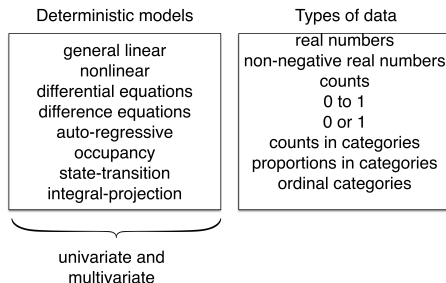 Deterministic models
general linear
nonlinear
differential equations
difference equations
auto-regressive
occupancy
state-transition
integral-projection
univariate and
multivariate
Types of data
real numbers
non-negative real numbers
counts
0 to 1
0 or 1
counts in categories
proportions in categories
ordinal categories